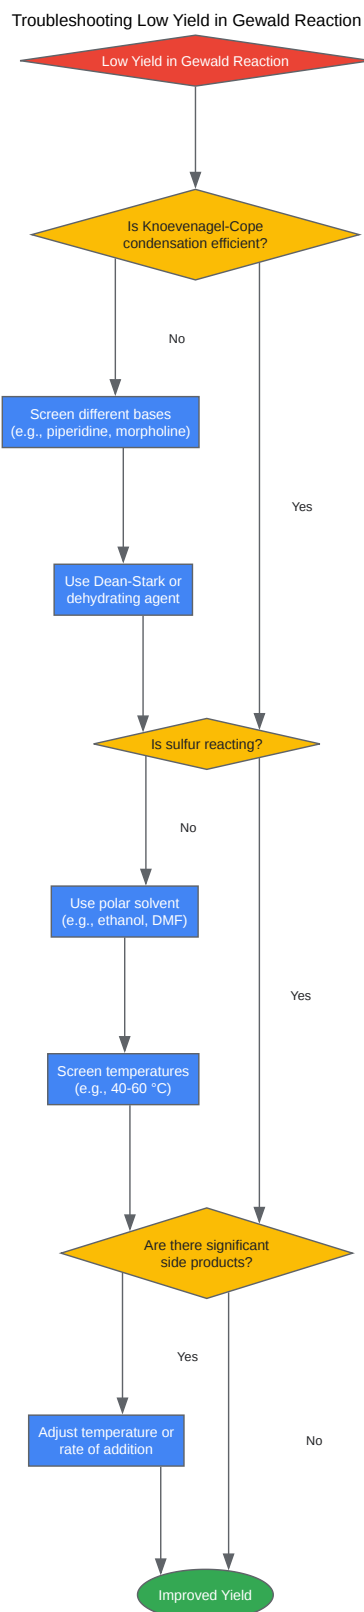 Troubleshooting Low Yield in Gewald Reaction
Low Yield in Gewald Reaction
Is Knoevenagel-Cope
condensation efficient?
No
Screen different bases
(e.g., piperidine, morpholine)
Yes
Use Dean-Stark or
dehydrating agent
Is sulfur reacting?
No
Use polar solvent
(e.g., ethanol, DMF)
Yes
Screen temperatures
(e.g., 40-60 °C)
Are there significant
side products?
Yes
Adjust temperature or
rate of addition
No
Improved Yield